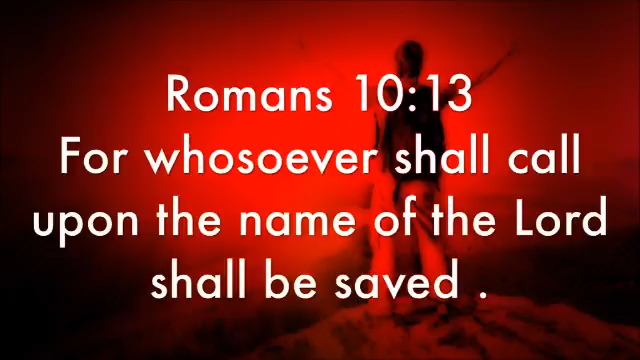 Romans 10:13
For whosoever shall call
upon the name of the Lord
shall be saved .